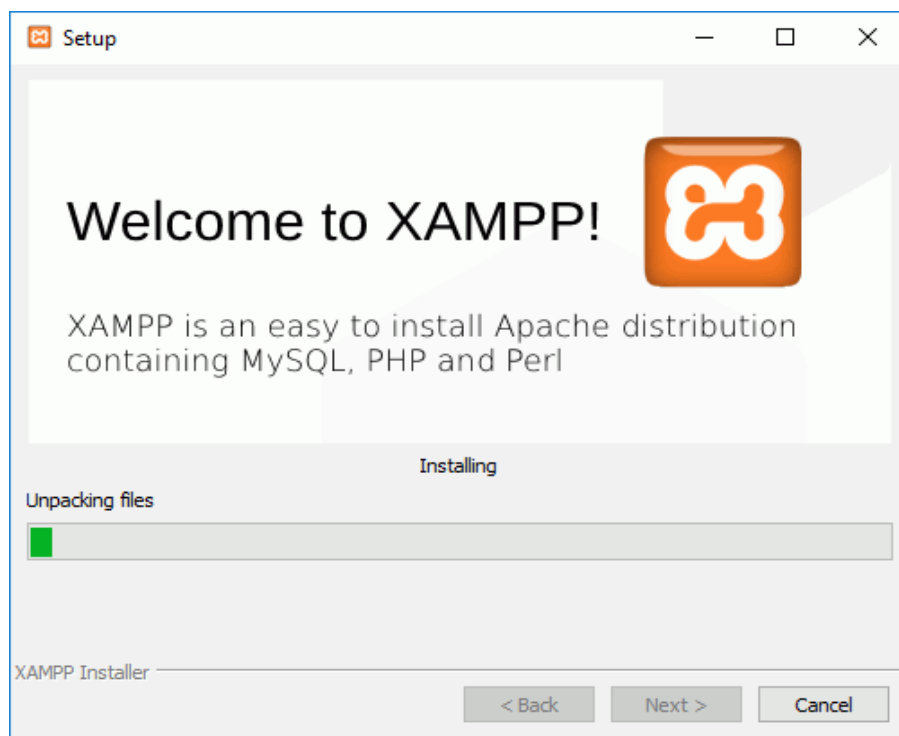 Setup
Welcome to XAMPP!
XAMPP is an easy to install Apache distribution
containing MySQL, PHP and Perl
Installing
Unpacking files
XAMPP Installer
< Back
Next >
Cancel